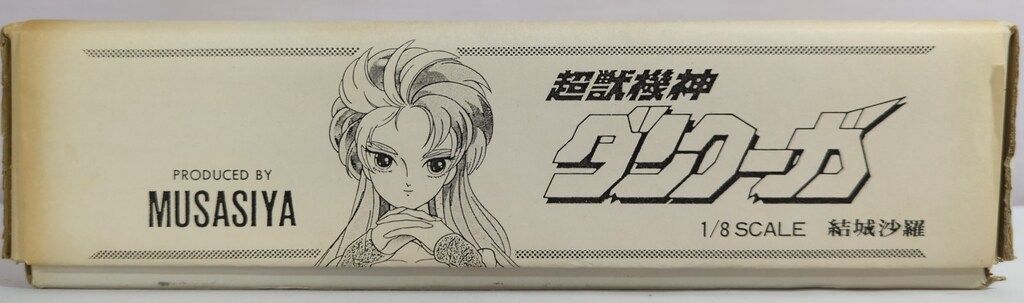 PRODUCED BY
MUSASIYA
超獣機神
ダンクーガ
1/8 SCALE 結城沙羅